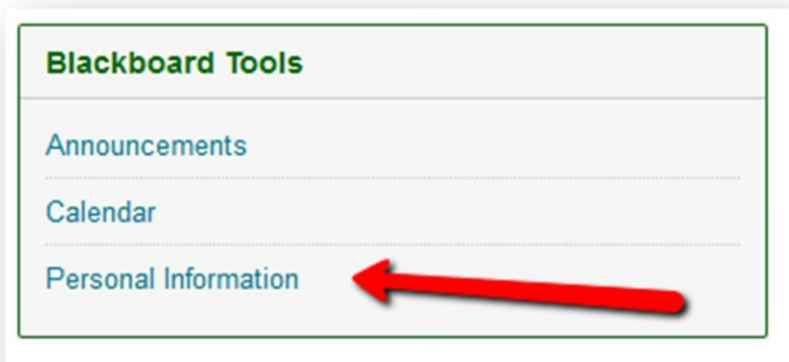 Blackboard Tools
Announcements
Calendar
Personal Information